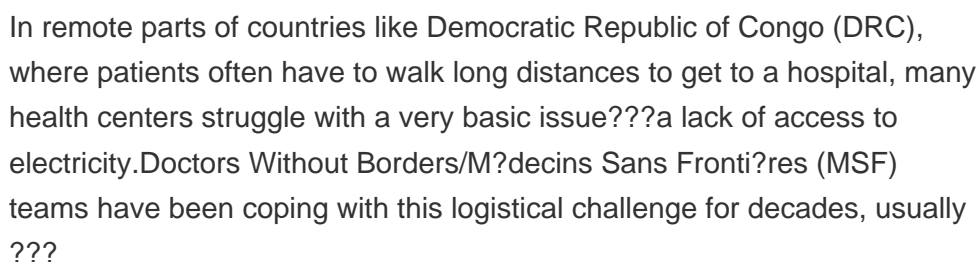 In remote parts of countries like Democratic Republic of Congo (DRC),
where patients often have to walk long distances to get to a hospital, many
health centers struggle with a very basic issue???a lack of access to
electricity.Doctors Without Borders/M?decins Sans Fronti?res (MSF)
teams have been coping with this logistical challenge for decades, usually
???